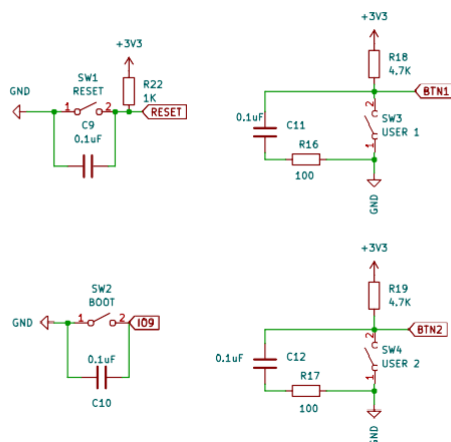 +3V3
SW1
RESET
GND
R22
1K
1
2
RESET
C9
0.1uF
+3V3
R18
4.7K
BTN1
0.1uF
C11
2
SW3
1
USER 1
R16
100
GND
SW2
BOOT
GND
1
2
IO9
0.1uF
C10
+3V3
R19
4.7K
BTN2
0.1uF
C12
2
SW4
1
USER 2
R17
100
GND